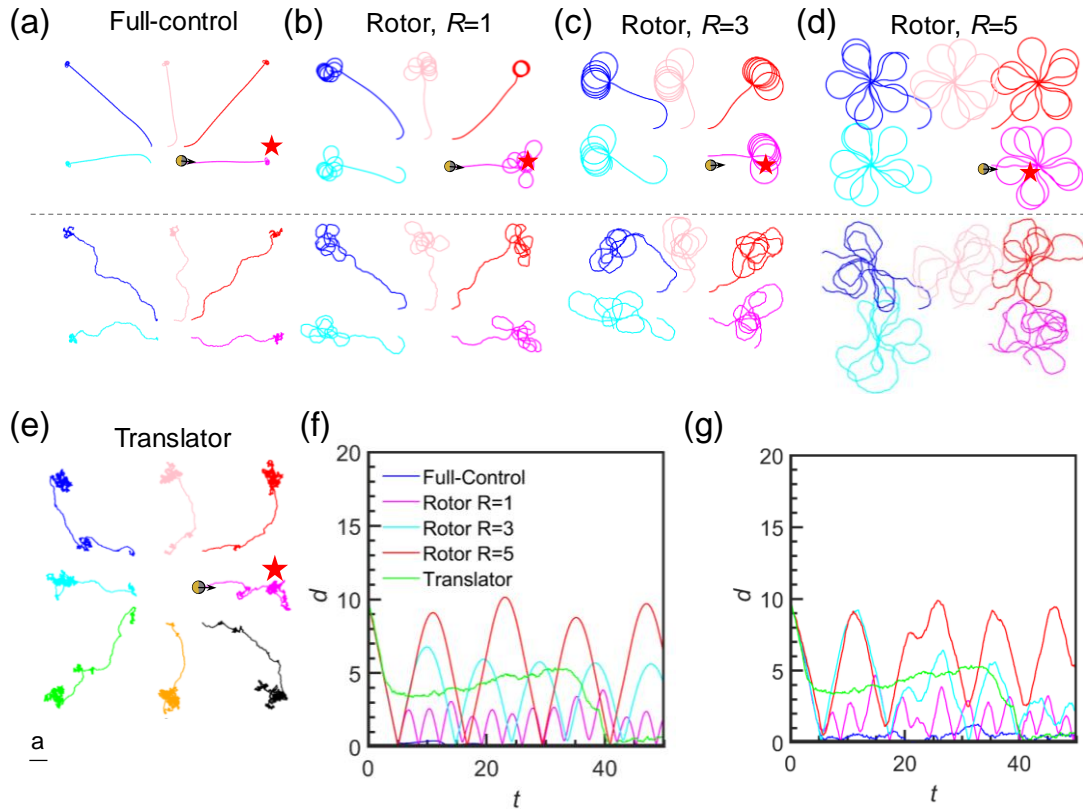 (a) Full-control
(b) Rotor, R=1
(c) Rotor, R=3
(d) Rotor, R=5
(e) Translator
a
(f)
20
15
10
5
0
d
Full-Control
Rotor R=1
Rotor R=3
Rotor R=5
Translator
0 20 40
t
(g)
20
15
10
5
0
d
0 20 40
t